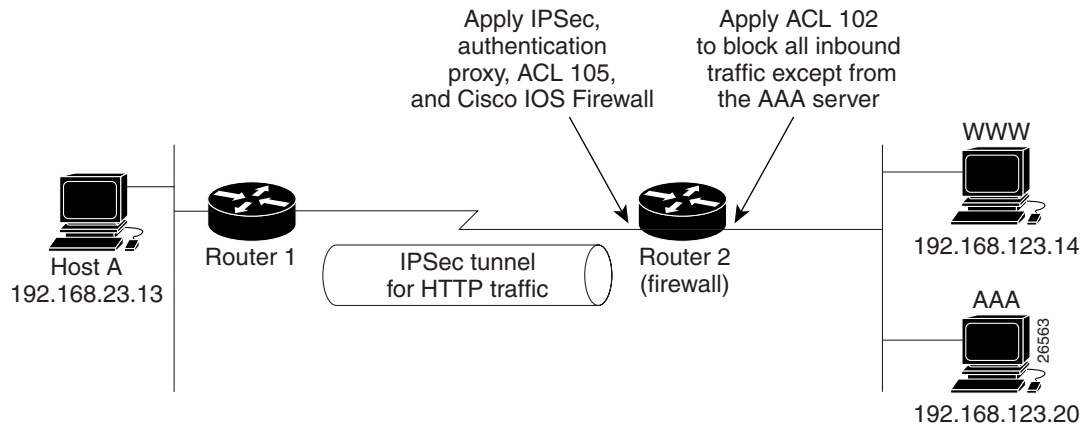 Apply IPSec,
authentication
proxy, ACL 105,
and Cisco IOS Firewall
Apply ACL 102
to block all inbound
traffic except from
the AAA server
WWW
192.168.123.14
Host A
192.168.23.13
Router 1
IPSec tunnel
for HTTP traffic
Router 2
(firewall)
AAA
192.168.123.20
26563